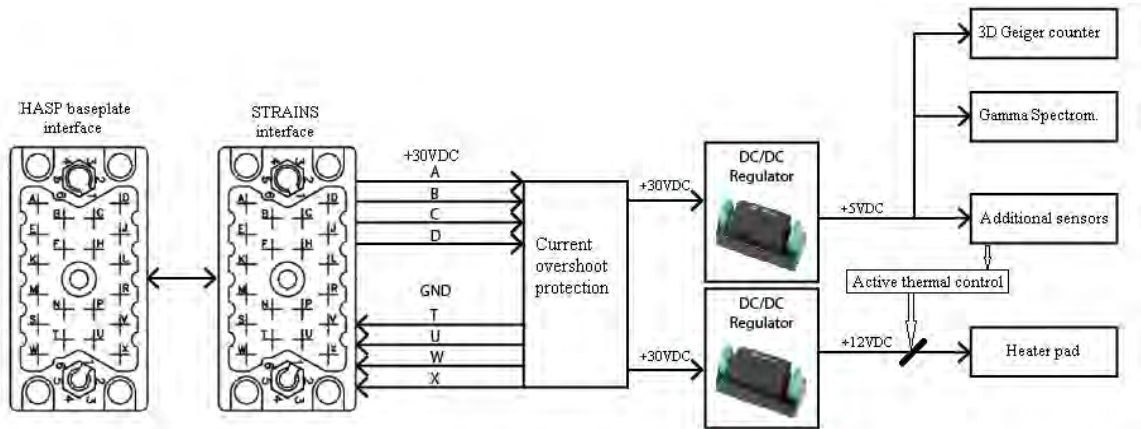 3D Geiger counter
HASP baseplate
interface
STRAINS
interface
Gamma Spectrom.
+30VDC
A
B
C
D
GND
T
U
W
X
Current
overshoot
protection
+30VDC
+30VDC
DC/DC
Regulator
+5VDC
DC/DC
Regulator
+12VDC
Additional sensors
Active thermal control
Heater pad
A D
B C
E J
F H
K L
M R
N P
S V
T U
W X
A D
B C
E J
F H
K L
M R
N P
S V
T U
W X